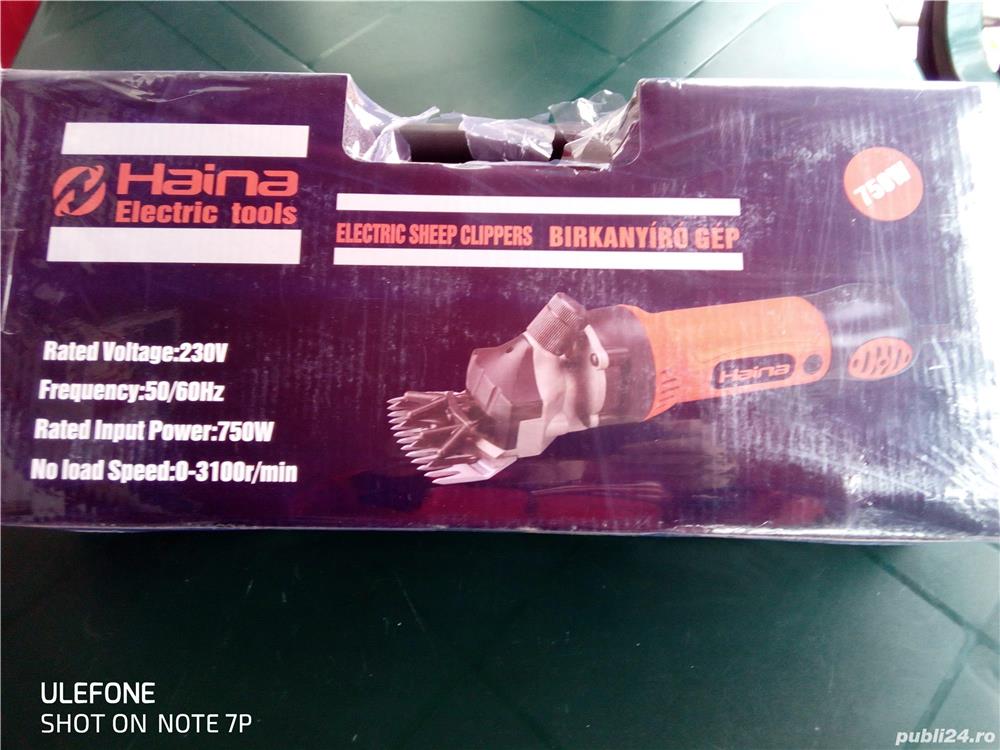 Haina
Electric tools
750W
ELECTRIC SHEEP CLIPPERS BIRKANYÍRÓ GÉP
Rated Voltage:230V
Frequency:50/60Hz
Rated Input Power:750W
No load Speed:0-3100r/min
Haina
ULEFONE
SHOT ON NOTE 7P
publi24.ro